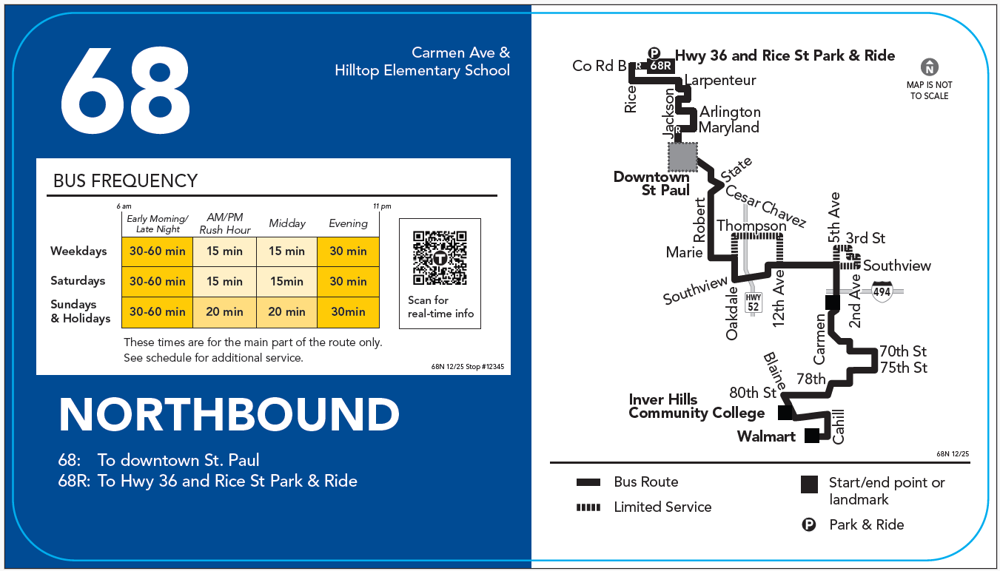 68
Carmen Ave &
Hilltop Elementary School
BUS FREQUENCY
6 am
11 pm
Early Morning/
Late Night
AM/PM
Rush Hour
Midday
Evening
Weekdays
30-60 min
15 min
15 min
30 min
Saturdays
30-60 min
15 min
15min
30 min
Sundays
& Holidays
30-60 min
20 min
20 min
30min
T
Scan for
real-time info
These times are for the main part of the route only.
See schedule for additional service.
68N 12/25 Stop #12345
NORTHBOUND
68: To downtown St. Paul
68R: To Hwy 36 and Rice St Park & Ride
P
Hwy 36 and Rice St Park & Ride
Co Rd B
R
68R
N
MAP IS NOT
TO SCALE
Larpenteur
Rice
Jackson
Arlington
Maryland
R
Downtown
St Paul
State
Cesar Chavez
Robert
Thompson
5th Ave
3rd St
Marie
Southview
Southview
Oakdale
HWY
52
12th Ave
2nd Ave
494
Carmen
70th St
75th St
Blaine
78th
80th St
Inver Hills
Community College
Cahill
Walmart
68N 12/25
Bus Route
Limited Service
Start/end point or
landmark
P
Park & Ride